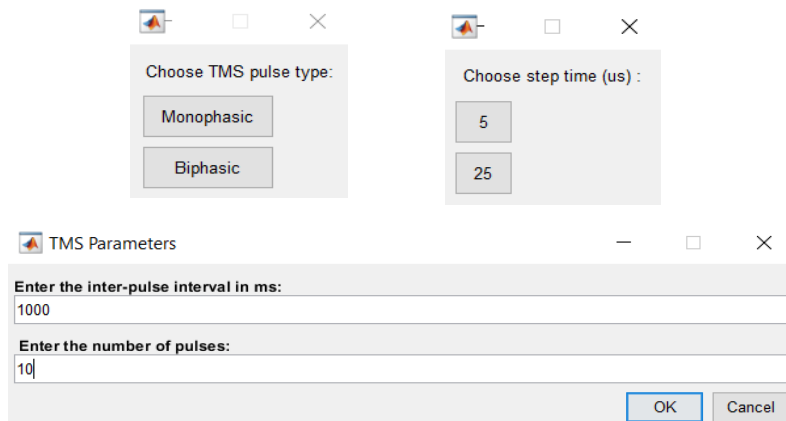 Choose TMS pulse type:
Monophasic
Biphasic
Choose step time (us) :
5
25
TMS Parameters
Enter the inter-pulse interval in ms:
1000
Enter the number of pulses:
10
OK Cancel